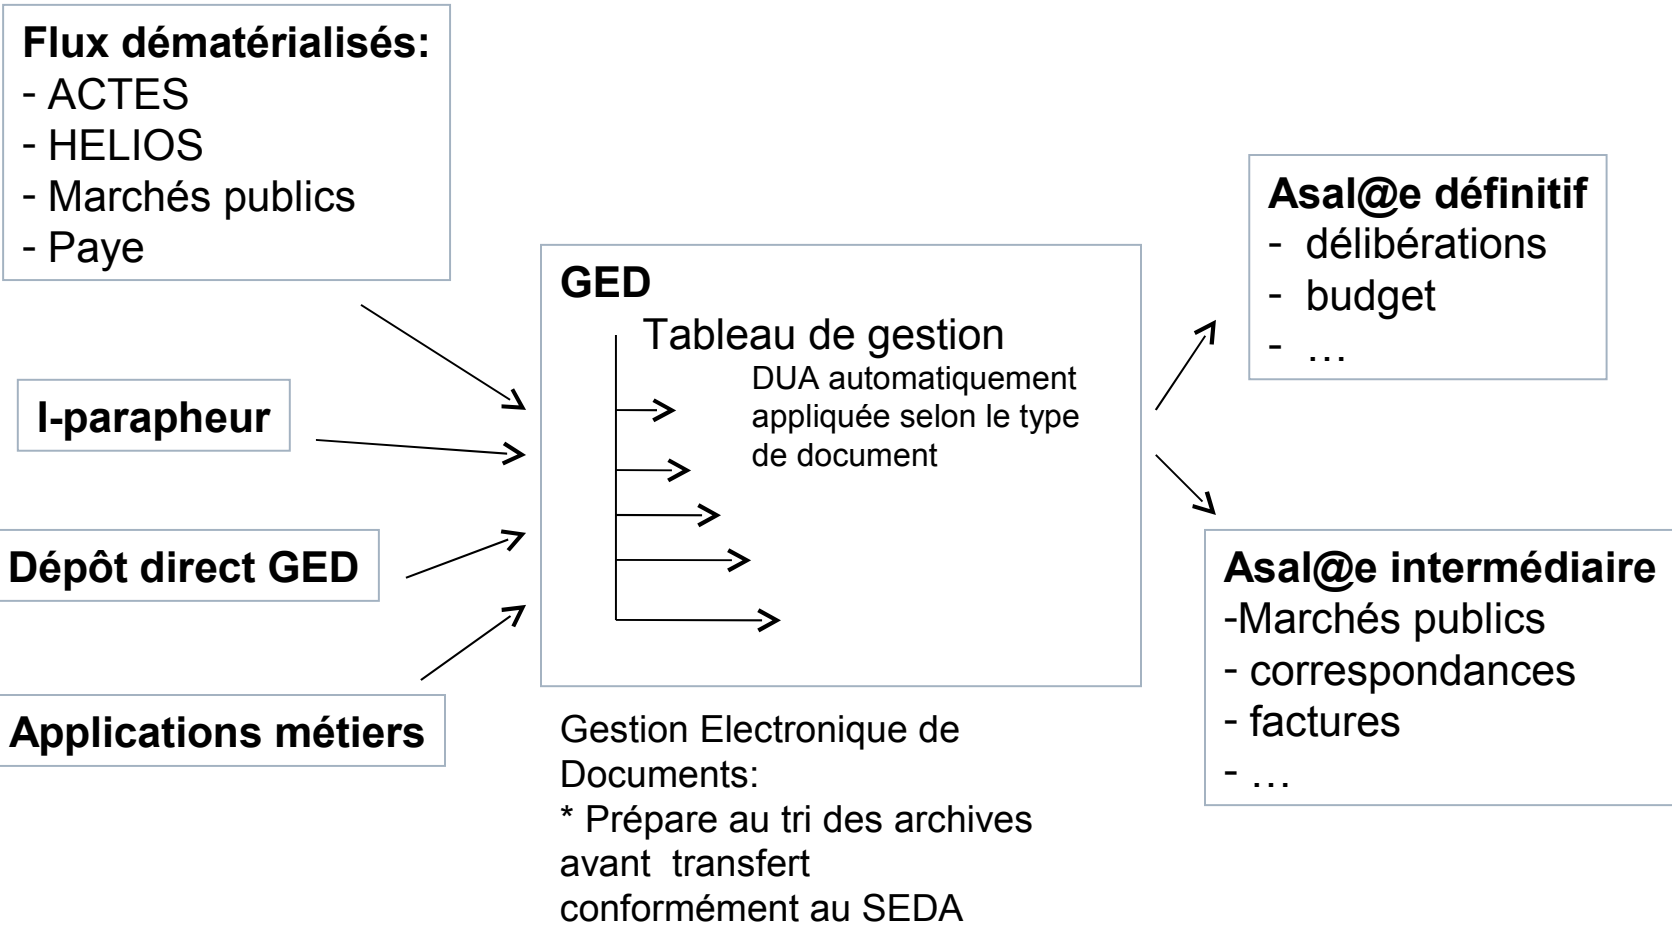 Flux dématérialisés:
- ACTES
- HELIOS
- Marchés publics
- Paye
I-parapheur
Dépôt direct GED
Applications métiers
GED
Tableau de gestion
DUA automatiquement
appliquée selon le type
de document
Gestion Electronique de
Documents:
* Prépare au tri des archives
avant transfert
conformément au SEDA
Asal@e définitif
- délibérations
- budget
- …
Asal@e intermédiaire
-Marchés publics
- correspondances
- factures
- …